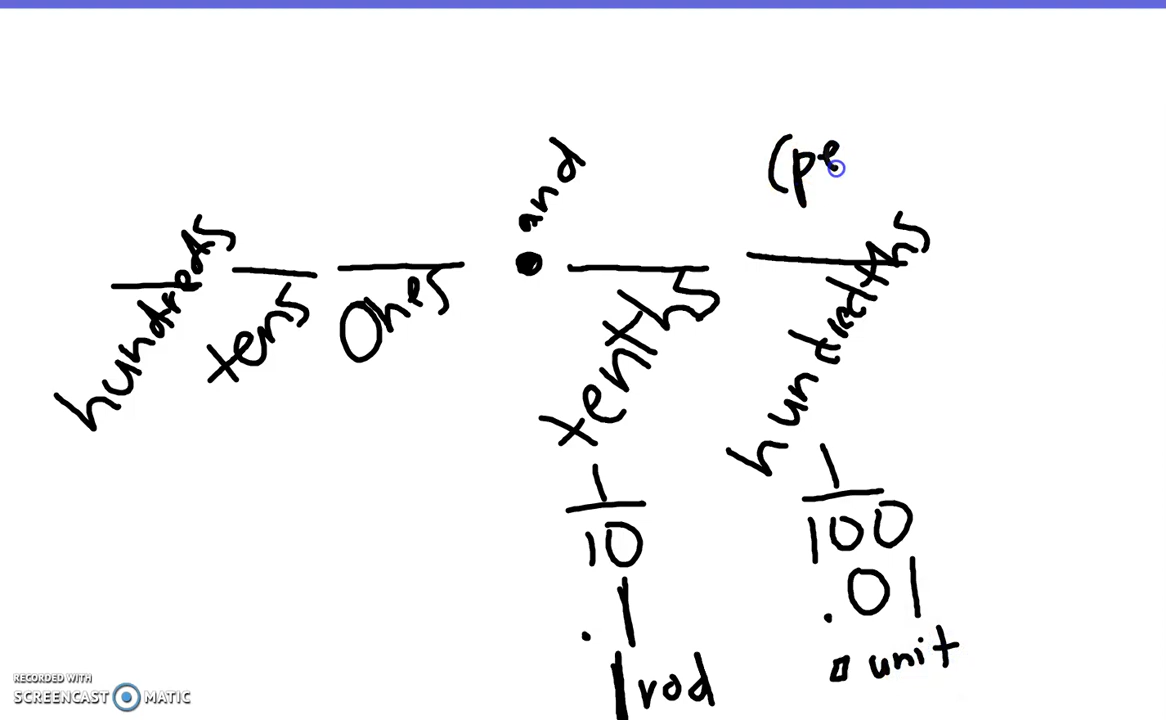 and
(pe
hundreds tens Ones . tenths hundredths
1/10 1/100
.1 .01
rod unit
RECORDED WITH
SCREENCAST MATIC